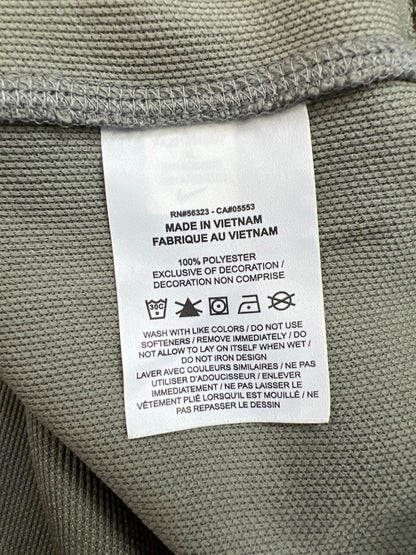 RN#56323 - CA#05553
MADE IN VIETNAM
FABRIQUE AU VIETNAM
100% POLYESTER
EXCLUSIVE OF DECORATION /
DECORATION NON COMPRISE
30C
WASH WITH LIKE COLORS / DO NOT USE
SOFTENERS / REMOVE IMMEDIATELY / DO
NOT ALLOW TO LAY ON ITSELF WHEN WET /
DO NOT IRON DESIGN
LAVER AVEC COULEURS SIMILAIRES / NE PAS
UTILISER D'ADOUCISSEUR / ENLEVER
IMMEDIATEMENT / NE PAS LAISSER LE
VÊTEMENT PLIÉ LORSQU'IL EST MOUILLÉ / NE
PAS REPASSER LE DESSIN